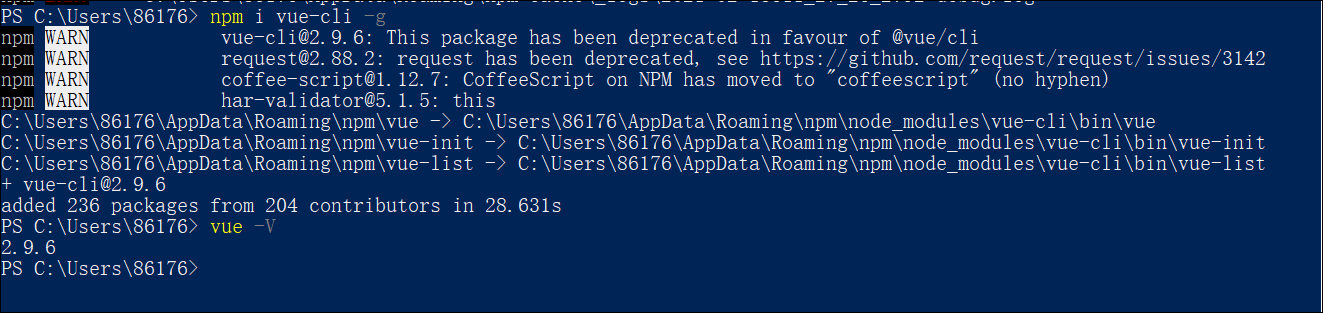 PS C:\Users\86176> npm i vue-cli -g
npm WARN vue-cli@2.9.6: This package has been deprecated in favour of @vue/cli
npm WARN request@2.88.2: request has been deprecated, see https://github.com/request/request/issues/3142
npm WARN coffee-script@1.12.7: CoffeeScript on NPM has moved to "coffeescript" (no hyphen)
npm WARN har-validator@5.1.5: this
C:\Users\86176\AppData\Roaming\npm\vue -> C:\Users\86176\AppData\Roaming\npm\node_modules\vue-cli\bin\vue
C:\Users\86176\AppData\Roaming\npm\vue-init -> C:\Users\86176\AppData\Roaming\npm\node_modules\vue-cli\bin\vue-init
C:\Users\86176\AppData\Roaming\npm\vue-list -> C:\Users\86176\AppData\Roaming\npm\node_modules\vue-cli\bin\vue-list
+ vue-cli@2.9.6
added 236 packages from 204 contributors in 28.631s
PS C:\Users\86176> vue -V
2.9.6
PS C:\Users\86176>